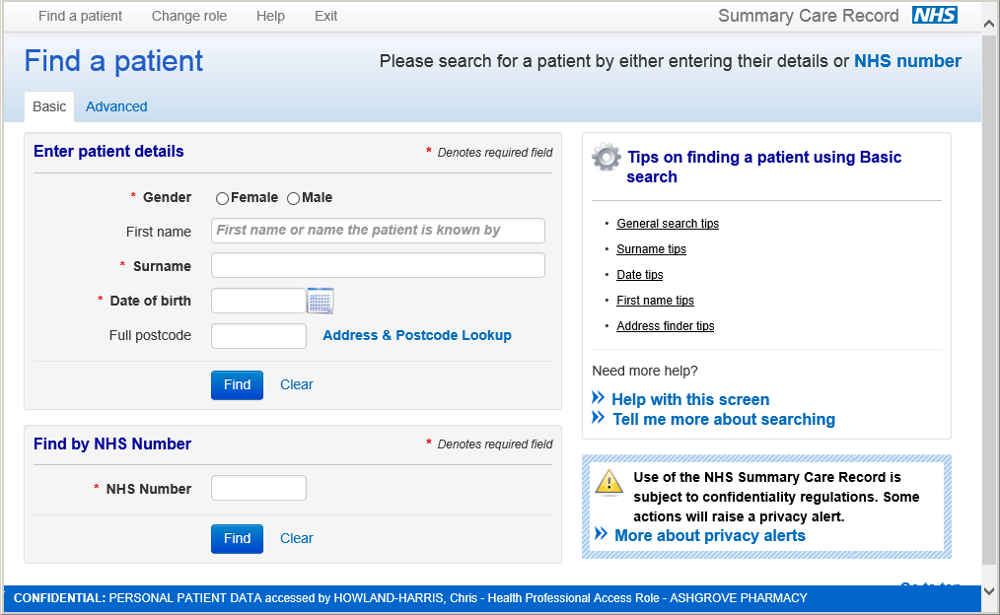 Find a patient Change role Help Exit Summary Care Record NHS
Find a patient Please search for a patient by either entering their details or NHS number
Basic Advanced
Enter patient details * Denotes required field
* Gender Female Male
First name First name or name the patient is known by
* Surname
* Date of birth
Full postcode Address & Postcode Lookup
Find Clear
Find by NHS Number * Denotes required field
* NHS Number
Find Clear
Tips on finding a patient using Basic
search
• General search tips
• Surname tips
• Date tips
• First name tips
• Address finder tips
Need more help?
Help with this screen
Tell me more about searching
Use of the NHS Summary Care Record is
subject to confidentiality regulations. Some
actions will raise a privacy alert.
More about privacy alerts
Go to top
CONFIDENTIAL: PERSONAL PATIENT DATA accessed by HOWLAND-HARRIS, Chris - Health Professional Access Role - ASHGROVE PHARMACY